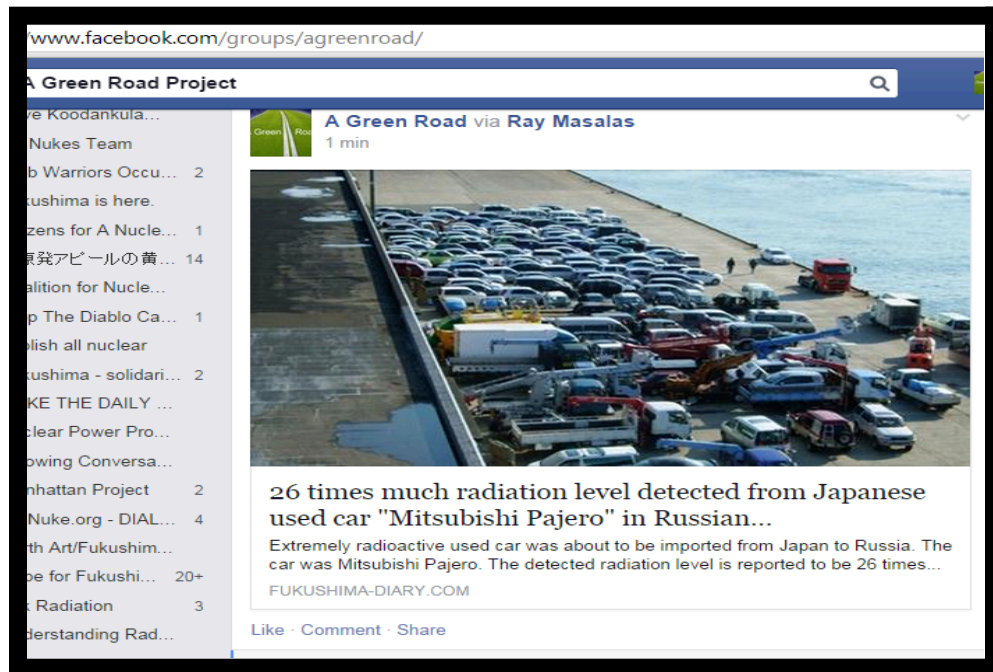 /www.facebook.com/groups/agreenroad/
A Green Road Project
ve Koodankula...
Nukes Team
b Warriors Occu... 2
kushima is here.
zens for A Nucle... 1
原発アピールの黄... 14
alition for Nucle...
p The Diablo Ca... 1
lish all nuclear
kushima - solidari... 2
KE THE DAILY ...
clear Power Pro...
owing Conversa...
nhattan Project 2
Nuke.org - DIAL... 4
rth Art/Fukushim...
pe for Fukushi... 20+
Radiation 3
derstanding Rad...
A Green Road via Ray Masalas
1 min
26 times much radiation level detected from Japanese
used car "Mitsubishi Pajero" in Russian...
Extremely radioactive used car was about to be imported from Japan to Russia. The
car was Mitsubishi Pajero. The detected radiation level is reported to be 26 times...
FUKUSHIMA-DIARY.COM
Like · Comment · Share